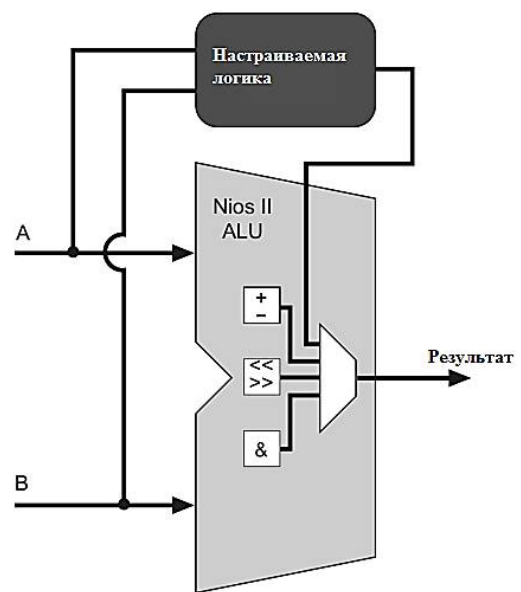 Настраиваемая
логика
A
Nios II
ALU
+
−
<<
>>
Результат
&
B